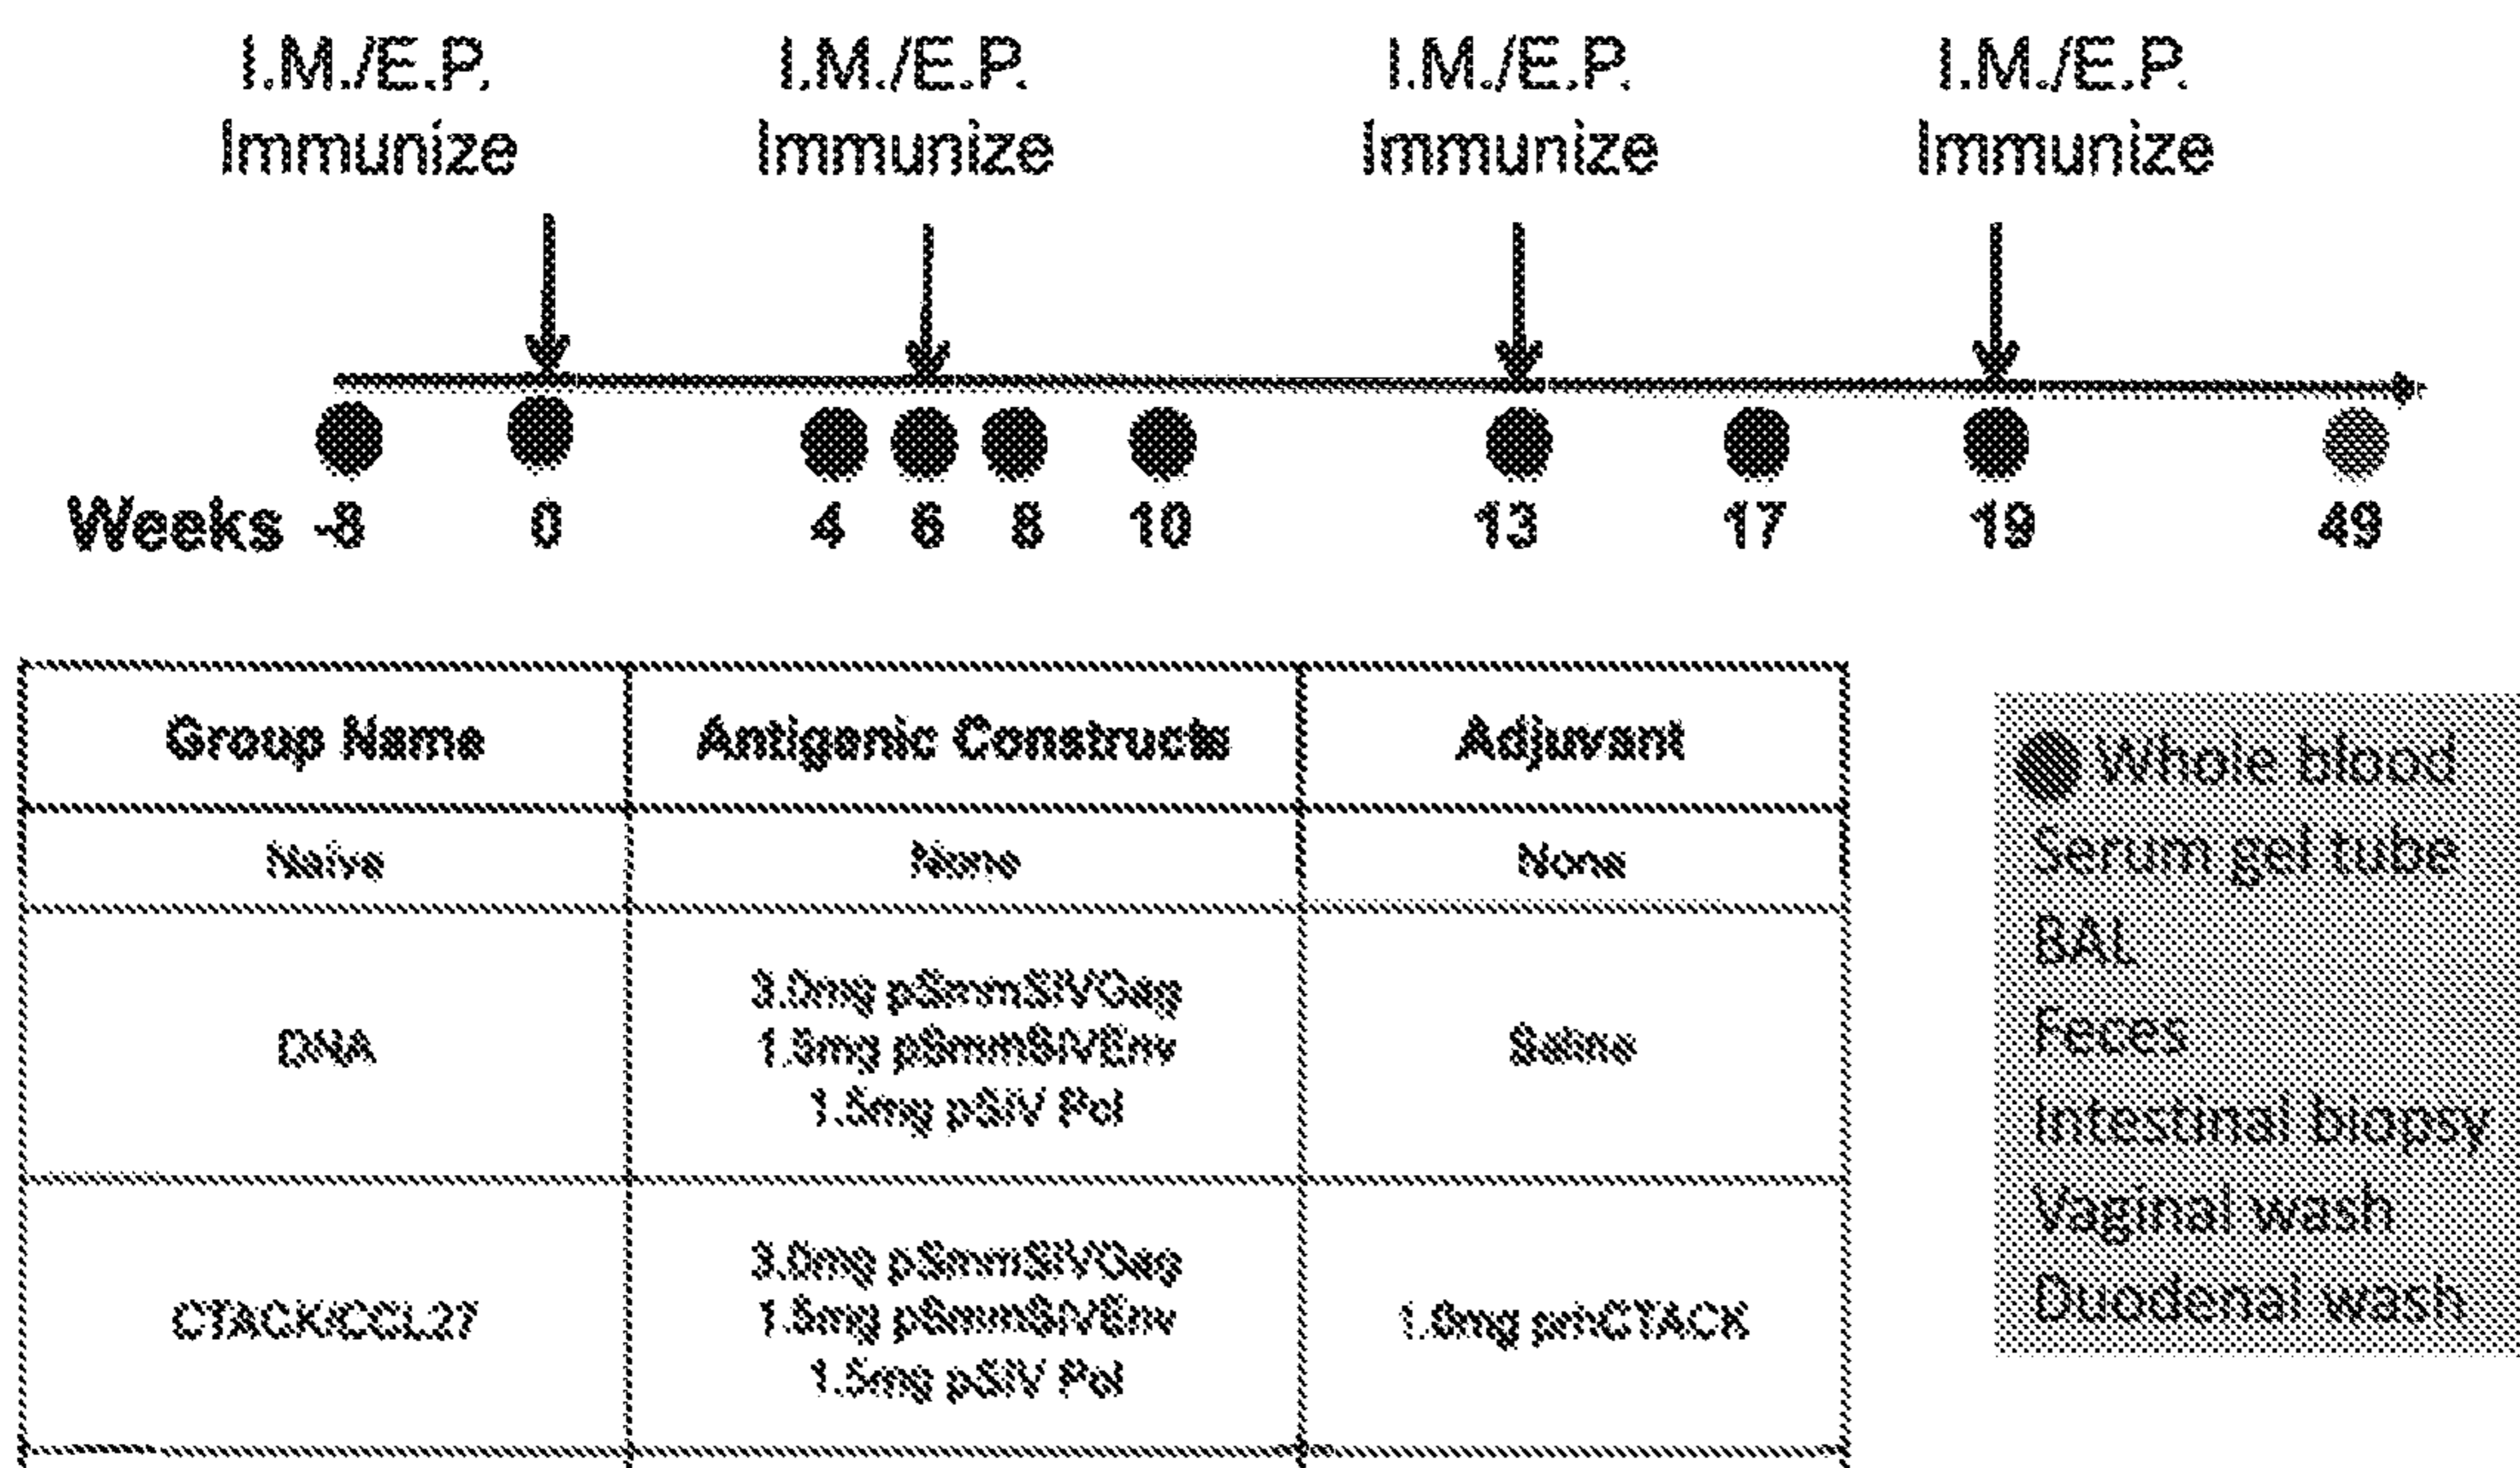 I.M./E.P. I.M./E.P. I.M./E.P. I.M./E.P.
Immunize Immunize Immunize Immunize
Weeks -8 0 4 6 8 10 13 17 19 49
Group Name Antigenic Constructs Adjuvant
Naive None None
DNA
3.0mg pSmmSIVGag
1.5mg pSmmSIVEnv
1.5mg pSIV Pol
Saline
CTACK/CCL27
3.0mg pSmmSIVGag
1.5mg pSmmSIVEnv
1.5mg pSIV Pol
pmCTACK
Whole blood
Serum gel tube
BAL
Feces
Intestinal biopsy
Vaginal wash
Duodenal wash